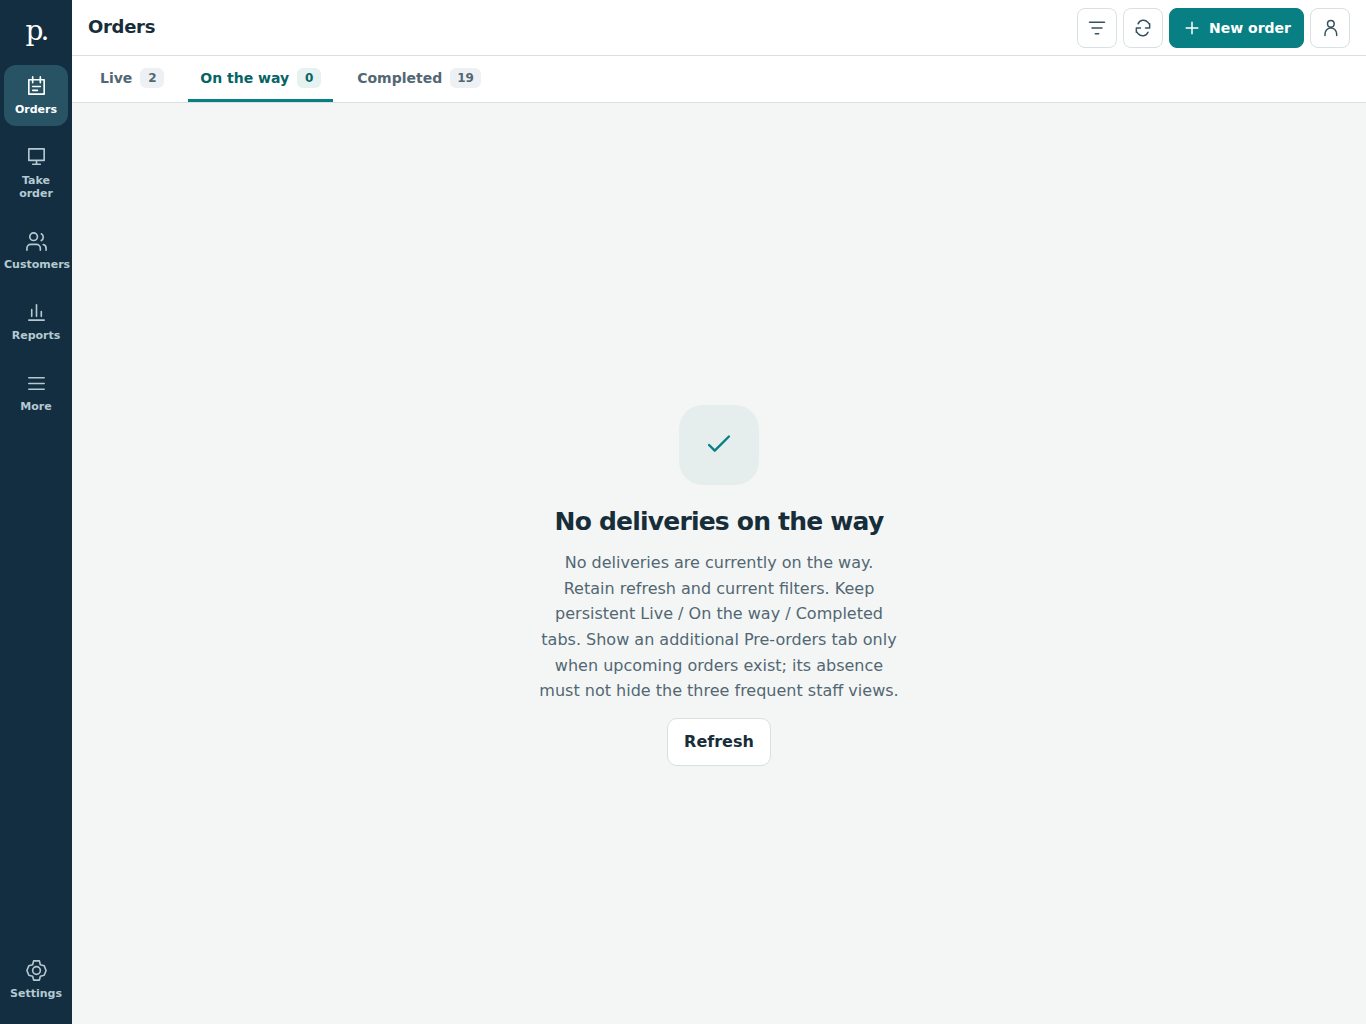 p.
Orders
New order
Live 2
On the way 0
Completed 19
Orders
Take
order
Customers
Reports
More
Settings
No deliveries on the way
No deliveries are currently on the way.
Retain refresh and current filters. Keep
persistent Live / On the way / Completed
tabs. Show an additional Pre-orders tab only
when upcoming orders exist; its absence
must not hide the three frequent staff views.
Refresh